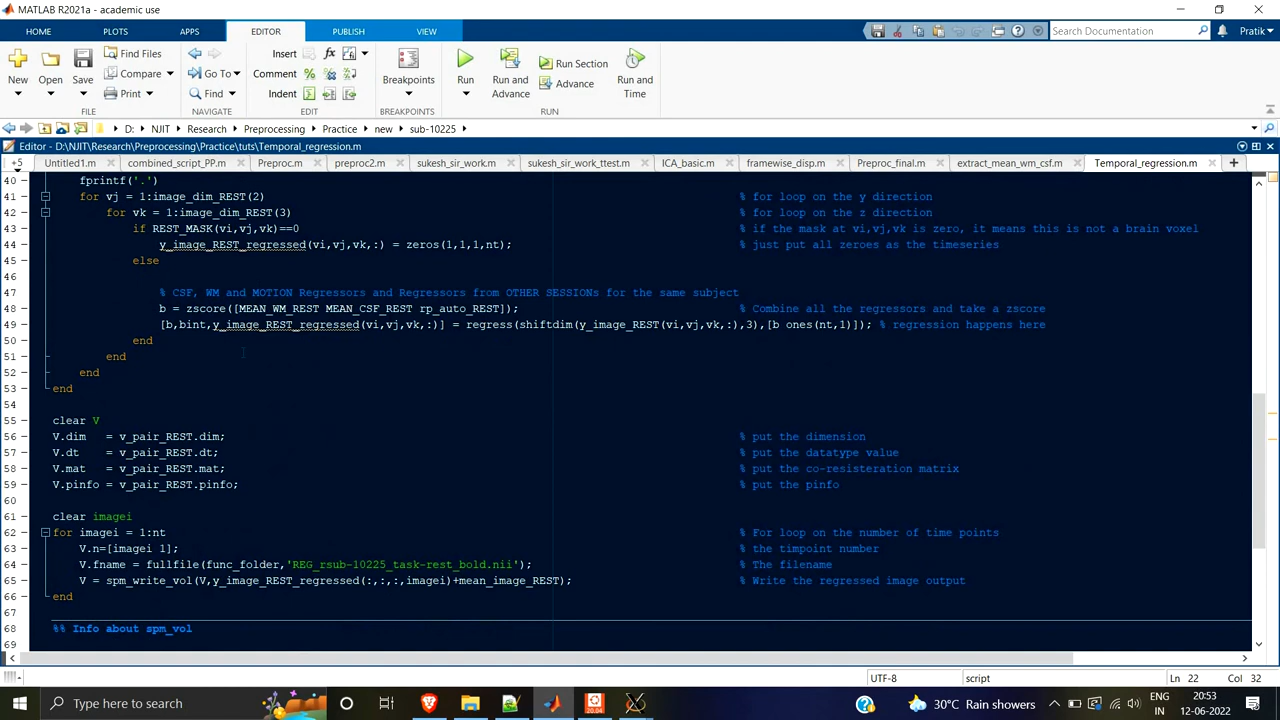 MATLAB R2021a - academic use
HOME PLOTS APPS EDITOR PUBLISH VIEW Search Documentation Pratik
New Open Save Find Files Compare Print Go To Find Insert Comment Indent fx Breakpoints Run Run and Advance Run Section Advance Run and Time
FILE NAVIGATE EDIT BREAKPOINTS RUN
D: NJIT Research Preprocessing Practice new sub-10225
Editor - D:\NJIT\Research\Preprocessing\Practice\tuts\Temporal_regression.m
+5 Untitled1.m combined_script_PP.m Preproc.m preproc2.m sukesh_sir_work.m sukesh_sir_work_ttest.m ICA_basic.m framewise_disp.m Preproc_final.m extract_mean_wm_csf.m Temporal_regression.m
40 fprintf('.')
41 for vj = 1:image_dim_REST(2) % for loop on the y direction
42 for vk = 1:image_dim_REST(3) % for loop on the z direction
43 if REST_MASK(vi,vj,vk)==0 % if the mask at vi,vj,vk is zero, it means this is not a brain voxel
44 y_image_REST_regressed(vi,vj,vk,:) = zeros(1,1,1,nt); % just put all zeroes as the timeseries
45 else
46
47 % CSF, WM and MOTION Regressors and Regressors from OTHER SESSIONs for the same subject
48 b = zscore([MEAN_WM_REST MEAN_CSF_REST rp_auto_REST]); % Combine all the regressors and take a zscore
49 [b,bint,y_image_REST_regressed(vi,vj,vk,:)] = regress(shiftdim(y_image_REST(vi,vj,vk,:),3),[b ones(nt,1)]); % regression happens here
50 end
51 end
52 end
53 end
54
55 clear V
56 V.dim = v_pair_REST.dim; % put the dimension
57 V.dt = v_pair_REST.dt; % put the datatype value
58 V.mat = v_pair_REST.mat; % put the co-resisteration matrix
59 V.pinfo = v_pair_REST.pinfo; % put the pinfo
60
61 clear imagei
62 for imagei = 1:nt % For loop on the number of time points
63 V.n=[imagei 1]; % the timpoint number
64 V.fname = fullfile(func_folder,'REG_rsub-10225_task-rest_bold.nii'); % The filename
65 V = spm_write_vol(V,y_image_REST_regressed(:,:,:,imagei)+mean_image_REST); % Write the regressed image output
66 end
67
68 %% Info about spm_vol
69
UTF-8 script Ln 22 Col 32
Type here to search 20.04 30°C Rain showers ENG IN 20:53 12-06-2022